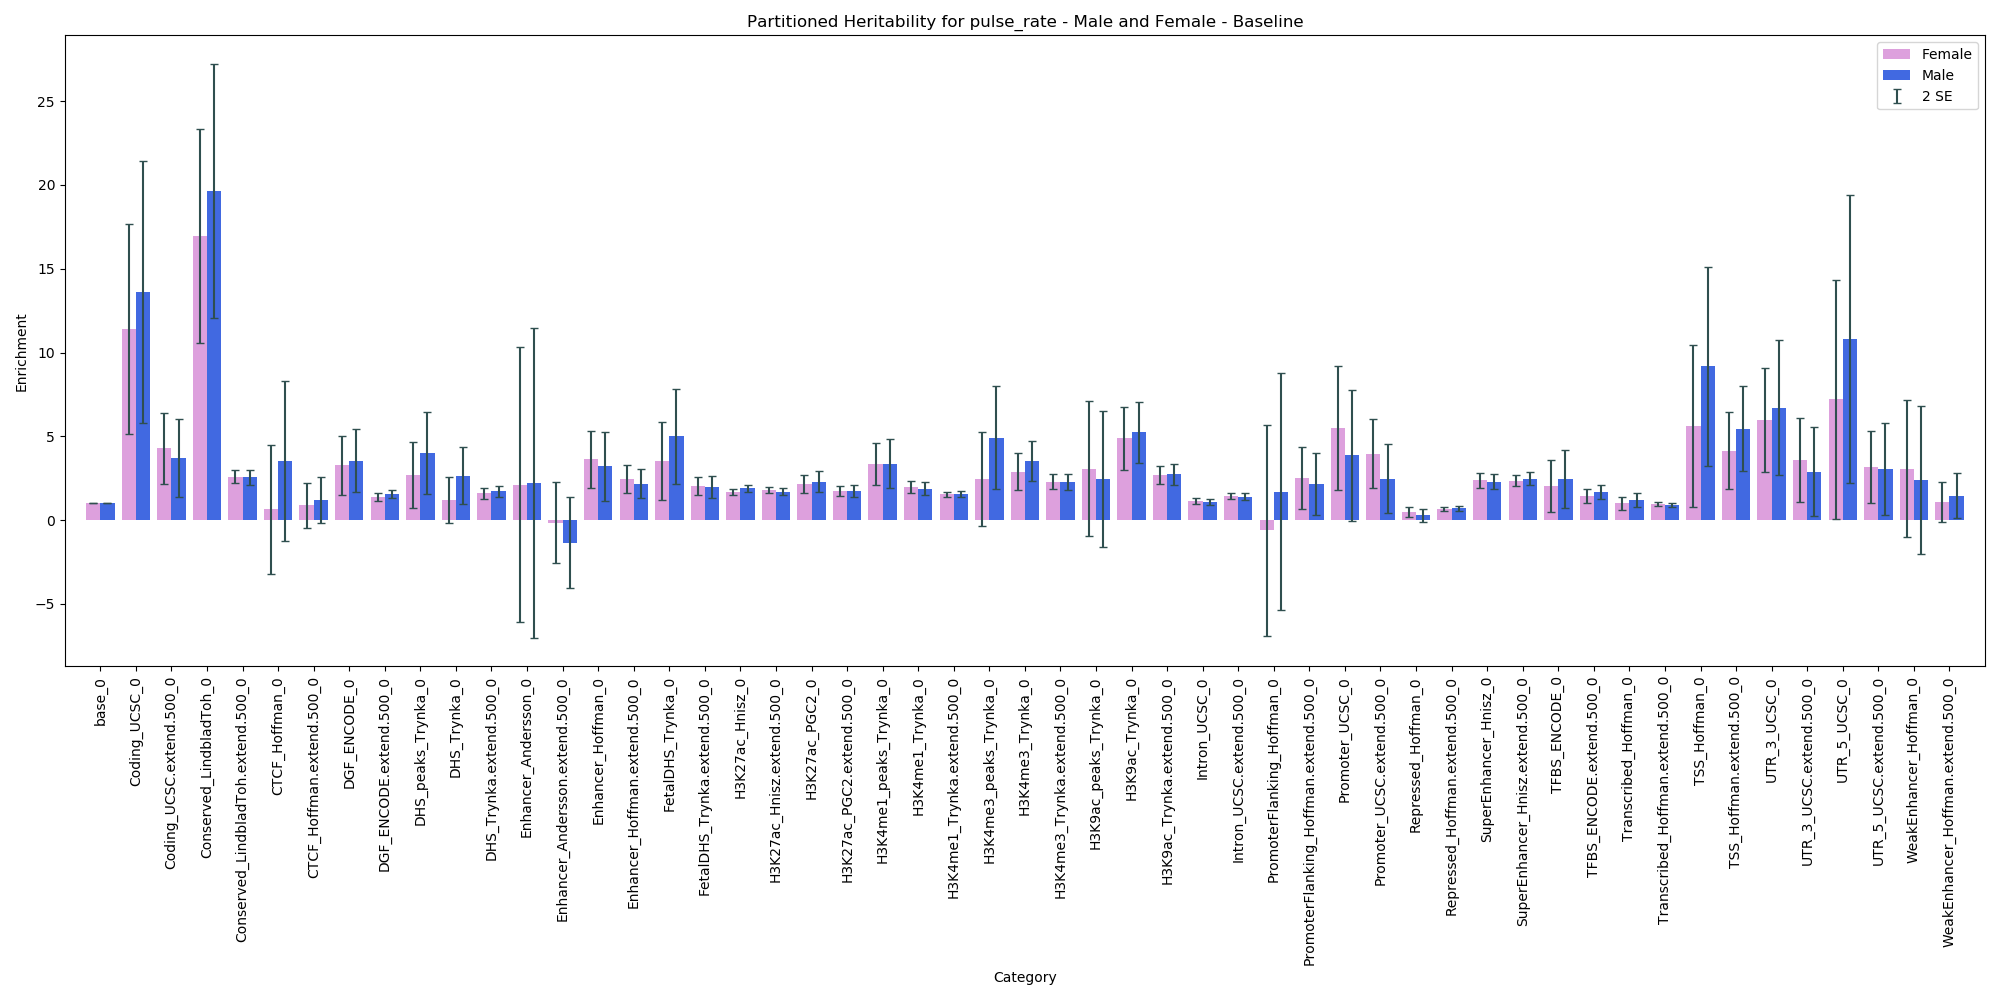 Partitioned Heritability for pulse_rate - Male and Female - Baseline
Female
Male
2 SE
Enrichment
25
20
15
10
5
0
−5
base_0
Coding_UCSC_0
Coding_UCSC.extend.500_0
Conserved_LindbladToh_0
Conserved_LindbladToh.extend.500_0
CTCF_Hoffman_0
CTCF_Hoffman.extend.500_0
DGF_ENCODE_0
DGF_ENCODE.extend.500_0
DHS_peaks_Trynka_0
DHS_Trynka_0
DHS_Trynka.extend.500_0
Enhancer_Andersson_0
Enhancer_Andersson.extend.500_0
Enhancer_Hoffman_0
Enhancer_Hoffman.extend.500_0
FetalDHS_Trynka_0
FetalDHS_Trynka.extend.500_0
H3K27ac_Hnisz_0
H3K27ac_Hnisz.extend.500_0
H3K27ac_PGC2_0
H3K27ac_PGC2.extend.500_0
H3K4me1_peaks_Trynka_0
H3K4me1_Trynka_0
H3K4me1_Trynka.extend.500_0
H3K4me3_peaks_Trynka_0
H3K4me3_Trynka_0
H3K4me3_Trynka.extend.500_0
H3K9ac_peaks_Trynka_0
H3K9ac_Trynka_0
H3K9ac_Trynka.extend.500_0
Intron_UCSC_0
Intron_UCSC.extend.500_0
PromoterFlanking_Hoffman_0
PromoterFlanking_Hoffman.extend.500_0
Promoter_UCSC_0
Promoter_UCSC.extend.500_0
Repressed_Hoffman_0
Repressed_Hoffman.extend.500_0
SuperEnhancer_Hnisz_0
SuperEnhancer_Hnisz.extend.500_0
TFBS_ENCODE_0
TFBS_ENCODE.extend.500_0
Transcribed_Hoffman_0
Transcribed_Hoffman.extend.500_0
TSS_Hoffman_0
TSS_Hoffman.extend.500_0
UTR_3_UCSC_0
UTR_3_UCSC.extend.500_0
UTR_5_UCSC_0
UTR_5_UCSC.extend.500_0
WeakEnhancer_Hoffman_0
WeakEnhancer_Hoffman.extend.500_0
Category